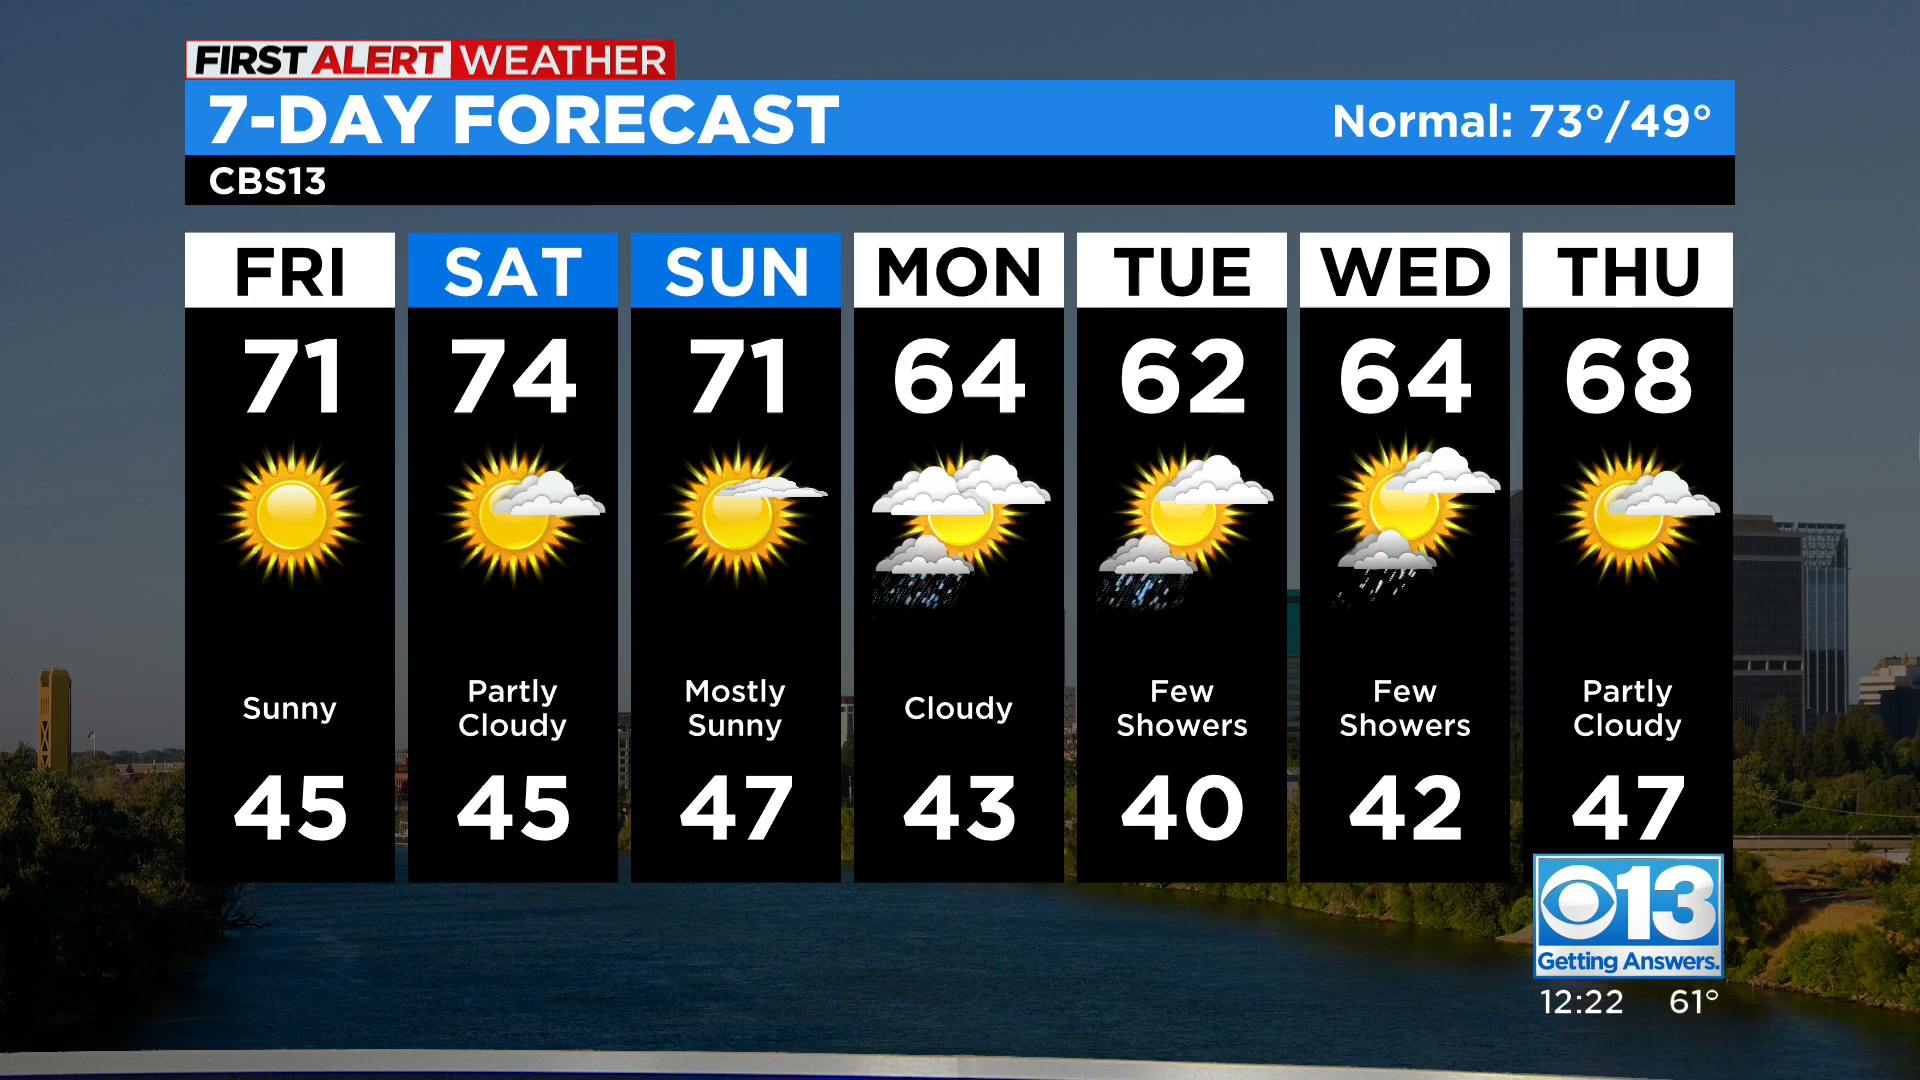 FIRST ALERT WEATHER
7-DAY FORECAST
Normal: 73°/49°
CBS13
FRI
71
Sunny
45
SAT
74
Partly
Cloudy
45
SUN
71
Mostly
Sunny
47
MON
64
Cloudy
43
TUE
62
Few
Showers
40
WED
64
Few
Showers
42
THU
68
Partly
Cloudy
47
13
Getting Answers.
12:22 61°